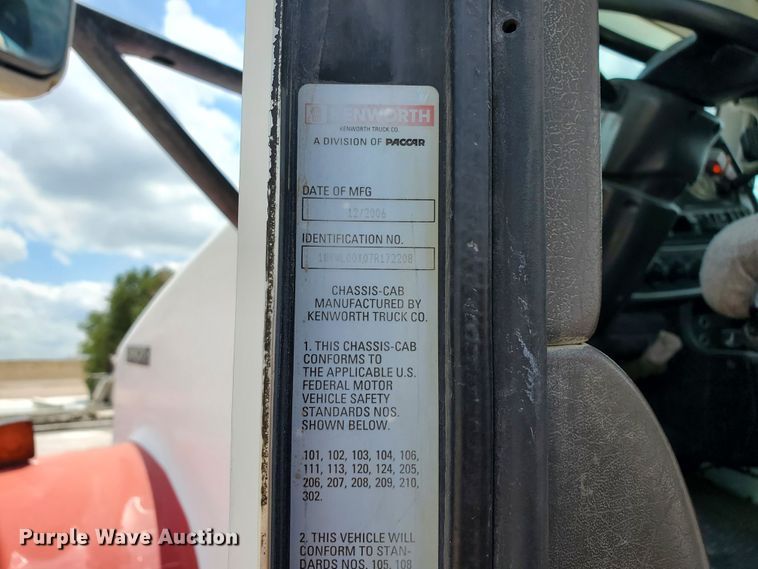 KENWORTH
KENWORTH TRUCK CO.
A DIVISION OF PACCAR
DATE OF MFG
12/2006
IDENTIFICATION NO.
CHASSIS-CAB
MANUFACTURED BY
KENWORTH TRUCK CO.
1. THIS CHASSIS-CAB
CONFORMS TO
THE APPLICABLE U.S.
FEDERAL MOTOR
VEHICLE SAFETY
STANDARDS NOS.
SHOWN BELOW.
101, 102, 103, 104, 106,
111, 113, 120, 124, 205,
206, 207, 208, 209, 210,
302.
2. THIS VEHICLE WILL
CONFORM TO STAN-
DARDS NOS. 105, 108
Purple Wave Auction